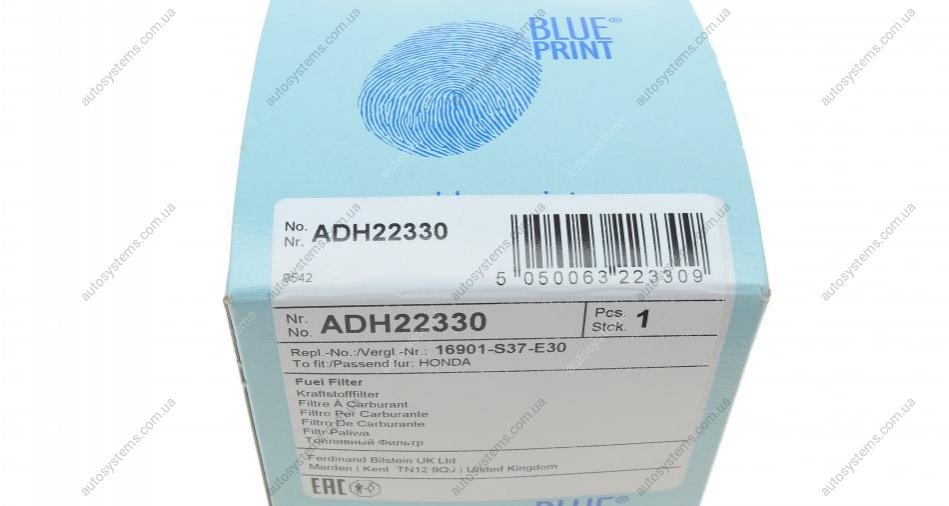 BLUE®
PRINT
No.
Nr. ADH22330
9542
5 050063 223309
Nr.
No. ADH22330
Pcs.
Stck. 1
Repl.-No.:/Vergl.-Nr.: 16901-S37-E30
To fit:/Passend fur: HONDA
Fuel Filter
Kraftstofffilter
Filtre À Carburant
Filtro Per Carburante
Filtro De Carburante
Filtr Paliwa
Топливный Фильтр
Ferdinand Bilstein UK Ltd
Marden | Kent TN12 9QJ | United Kingdom
EAC
BLUE®
autosystems.com.ua